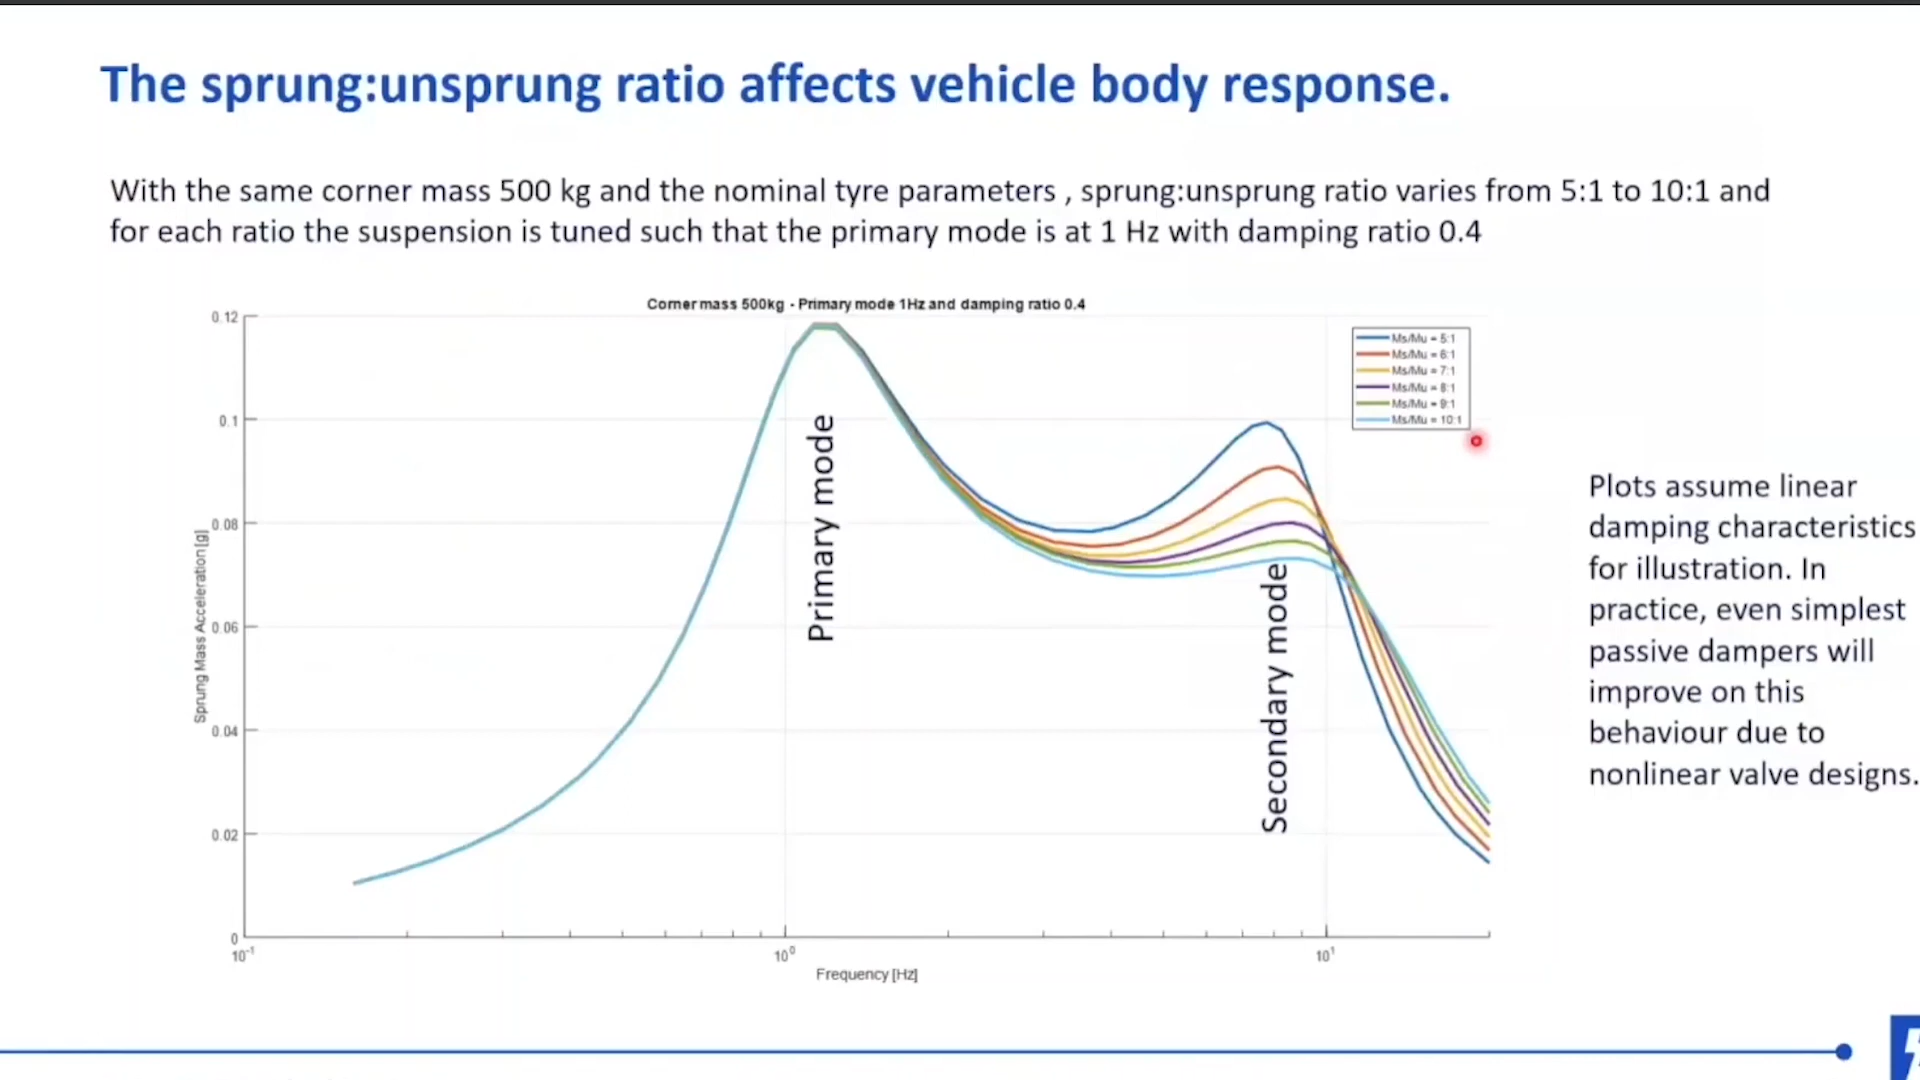 The sprung:unsprung ratio affects vehicle body response.
With the same corner mass 500 kg and the nominal tyre parameters , sprung:unsprung ratio varies from 5:1 to 10:1 and
for each ratio the suspension is tuned such that the primary mode is at 1 Hz with damping ratio 0.4
Corner mass 500kg - Primary mode 1Hz and damping ratio 0.4
0.12
0.1
0.08
0.06
0.04
0.02
0
Sprung Mass Acceleration [g]
Primary mode
Secondary mode
Ms/Mu = 5:1
Ms/Mu = 6:1
Ms/Mu = 7:1
Ms/Mu = 8:1
Ms/Mu = 9:1
Ms/Mu = 10:1
10⁻¹
10⁰
10¹
Frequency [Hz]
Plots assume linear
damping characteristics
for illustration. In
practice, even simplest
passive dampers will
improve on this
behaviour due to
nonlinear valve designs.